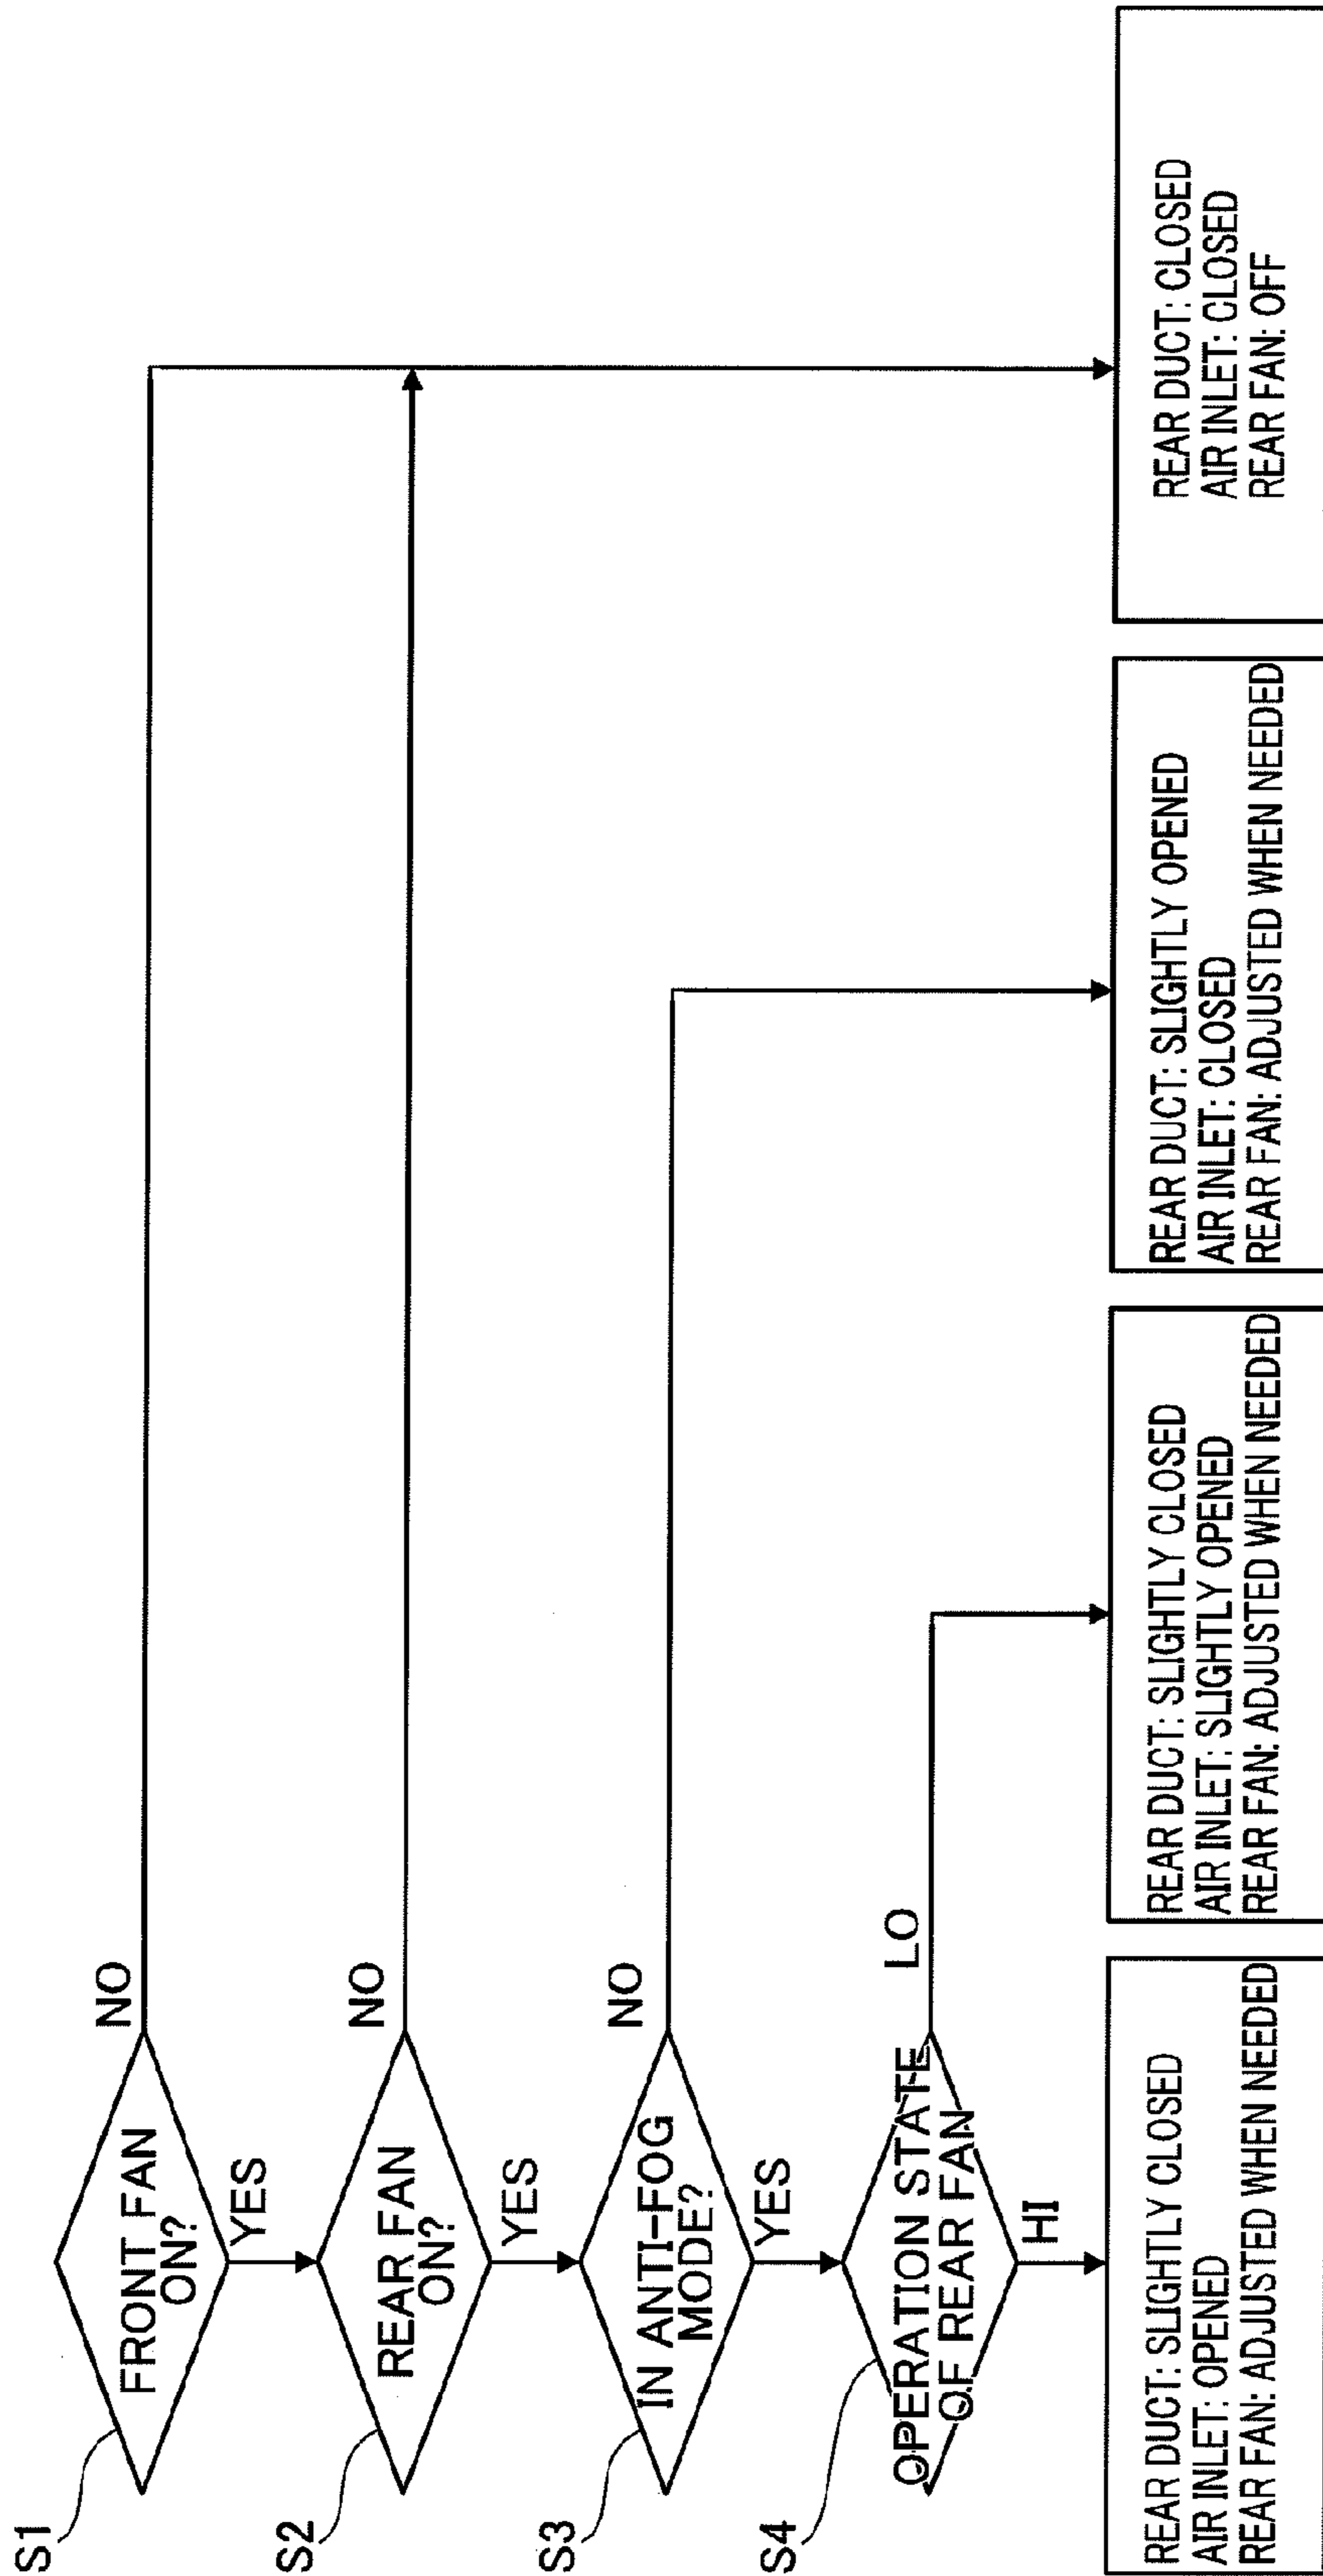 S1
FRONT FAN
ON?
NO
YES
S2
REAR FAN
ON?
NO
YES
S3
IN ANTI-FOG
MODE?
NO
YES
S4
OPERATION STATE
OF REAR FAN
LO
HI
REAR DUCT: SLIGHTLY CLOSED
AIR INLET: OPENED
REAR FAN: ADJUSTED WHEN NEEDED
REAR DUCT: SLIGHTLY CLOSED
AIR INLET: SLIGHTLY OPENED
REAR FAN: ADJUSTED WHEN NEEDED
REAR DUCT: SLIGHTLY OPENED
AIR INLET: CLOSED
REAR FAN: ADJUSTED WHEN NEEDED
REAR DUCT: CLOSED
AIR INLET: CLOSED
REAR FAN: OFF